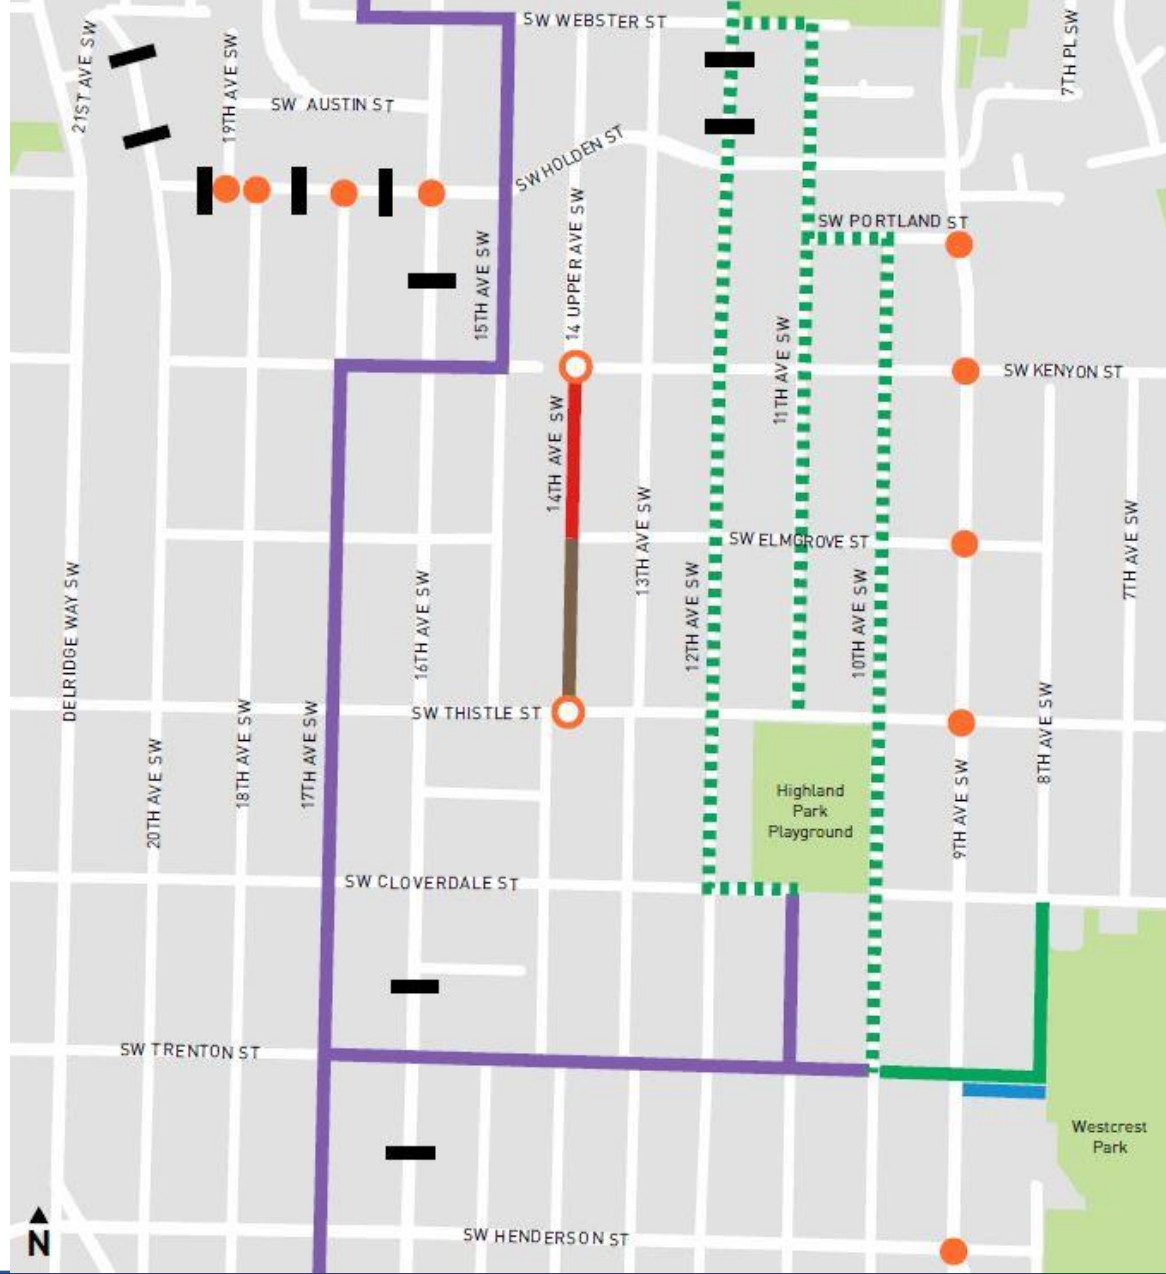 SW WEBSTER ST
7TH PL SW
21ST AVE SW
19TH AVE SW
SW AUSTIN ST
SW HOLDEN ST
14 UPPER AVE SW
SW PORTLAND ST
15TH AVE SW
11TH AVE SW
SW KENYON ST
14TH AVE SW
13TH AVE SW
SW ELMGROVE ST
7TH AVE SW
DELRIDGE WAY SW
16TH AVE SW
12TH AVE SW
10TH AVE SW
SW THISTLE ST
8TH AVE SW
20TH AVE SW
18TH AVE SW
17TH AVE SW
Highland
Park
Playground
9TH AVE SW
SW CLOVERDALE ST
SW TRENTON ST
Westcrest
Park
N
SW HENDERSON ST